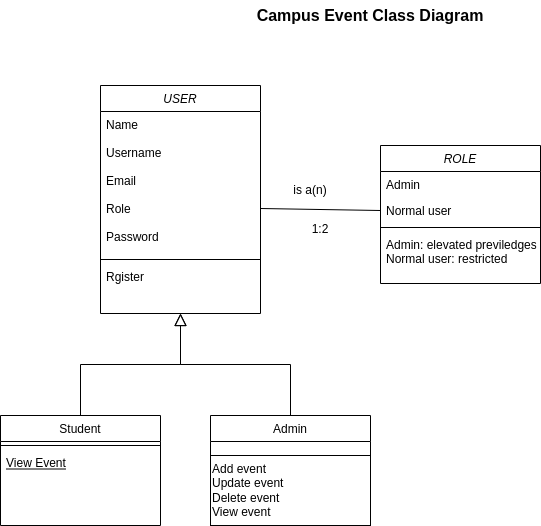 Campus Event Class Diagram
USER
Name
Username
Email
Role
Password
Rgister
is a(n)
1:2
ROLE
Admin
Normal user
Admin: elevated previledges
Normal user: restricted
Student
View Event
Admin
Add event
Update event
Delete event
View event